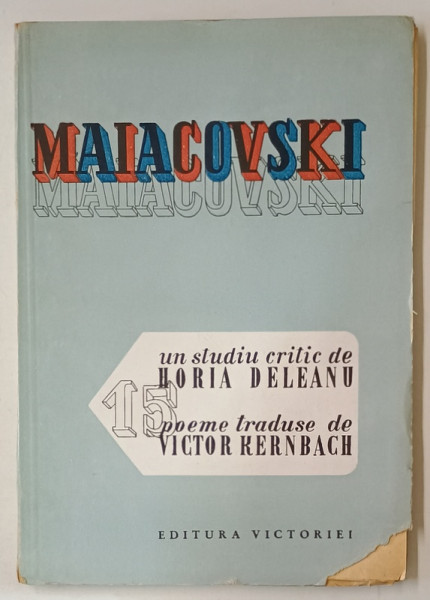 MAIACOVSKI
MAIACOVSKI
un studiu critic de
HORIA DELEANU
15 poeme traduse de
VICTOR KERNBACH
EDITURA VICTORIEI